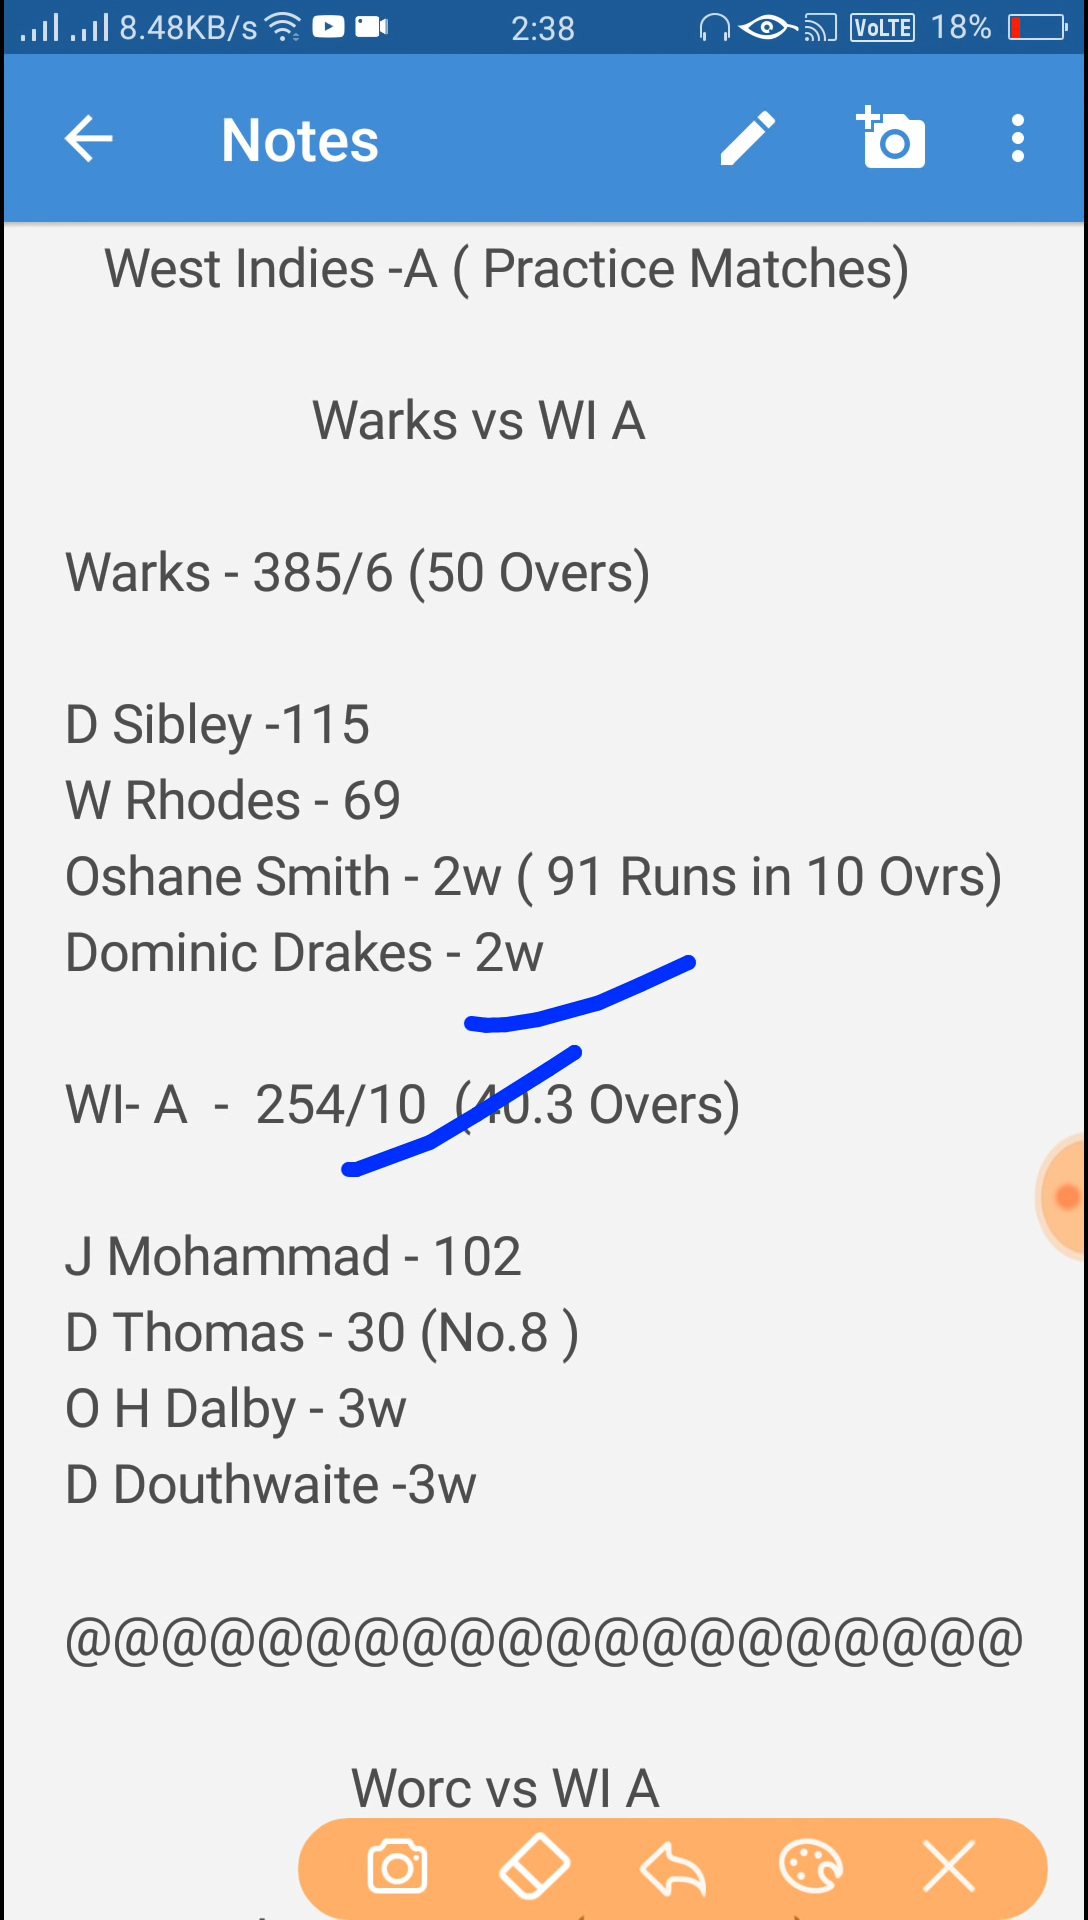 8.48KB/s 2:38 VoLTE 18%
Notes
West Indies -A ( Practice Matches)
Warks vs WI A
Warks - 385/6 (50 Overs)
D Sibley -115
W Rhodes - 69
Oshane Smith - 2w ( 91 Runs in 10 Ovrs)
Dominic Drakes - 2w
WI- A - 254/10 (40.3 Overs)
J Mohammad - 102
D Thomas - 30 (No.8 )
O H Dalby - 3w
D Douthwaite -3w
@@@@@@@@@@@@@@@@@@@@
Worc vs WI A